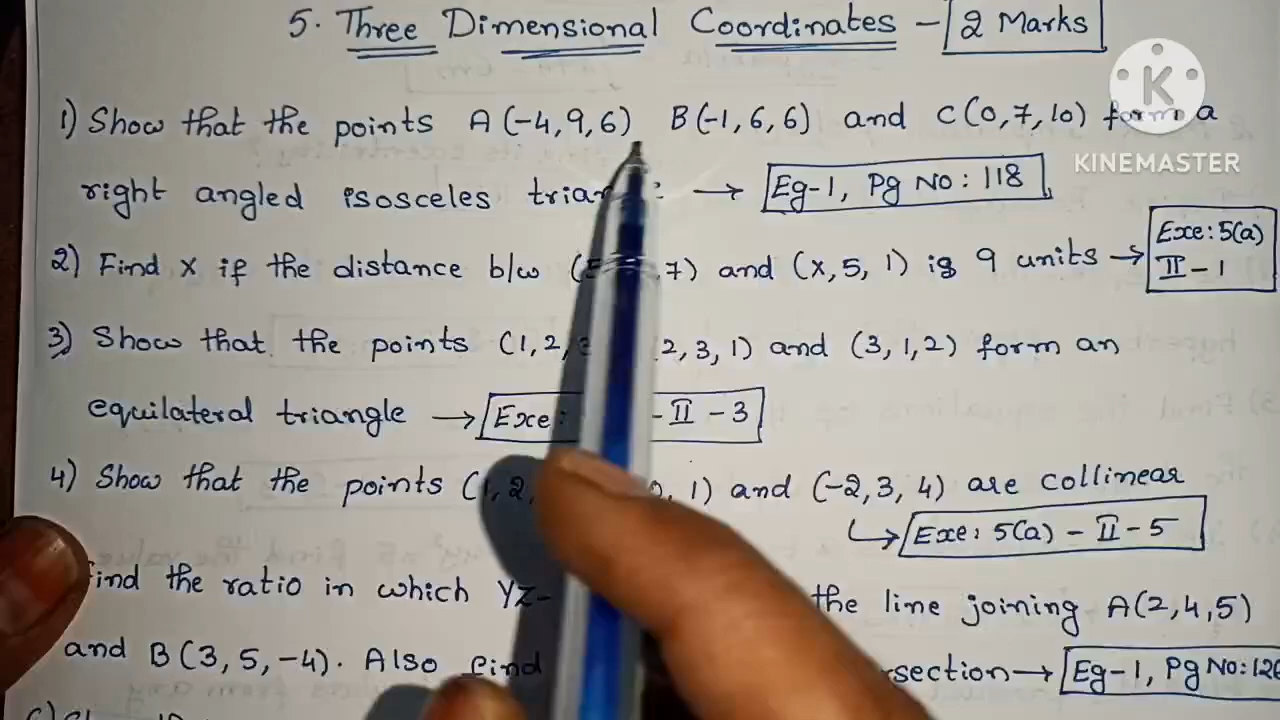 5. Three Dimensional Coordinates - 2 Marks
K
KINEMASTER
1) Show that the points A(-4,9,6) B(-1,6,6) and C(0,7,10) form a
right angled isosceles → Eg-1, Pg No: 118
2) Find x if the distance b/w 7) and (x, 5, 1) is 9 units → Exe: 5(a)
II - 1
3) Show that the points (1, 2, 2, 3, 1) and (3, 1, 2) form an
equilateral triangle → Exe: - II - 3
4) Show that the points (1, 2, 1) and (-2, 3, 4) are collinear
↳ Exe: 5(a) - II - 5
find the ratio in which YZ- the line joining A(2,4,5)
and B(3, 5, -4). Also find → Eg-1, Pg No: 126